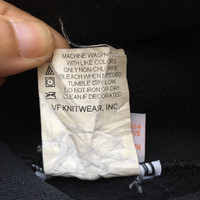 MACHINE WASH
WITH LIKE COLORS
ONLY NON-CHLORINE
BLEACH WHEN NEEDED
TUMBLE DRY LOW
DO NOT IRON OR DRY
CLEAN IF DECORATED
VF KNITWEAR, INC.